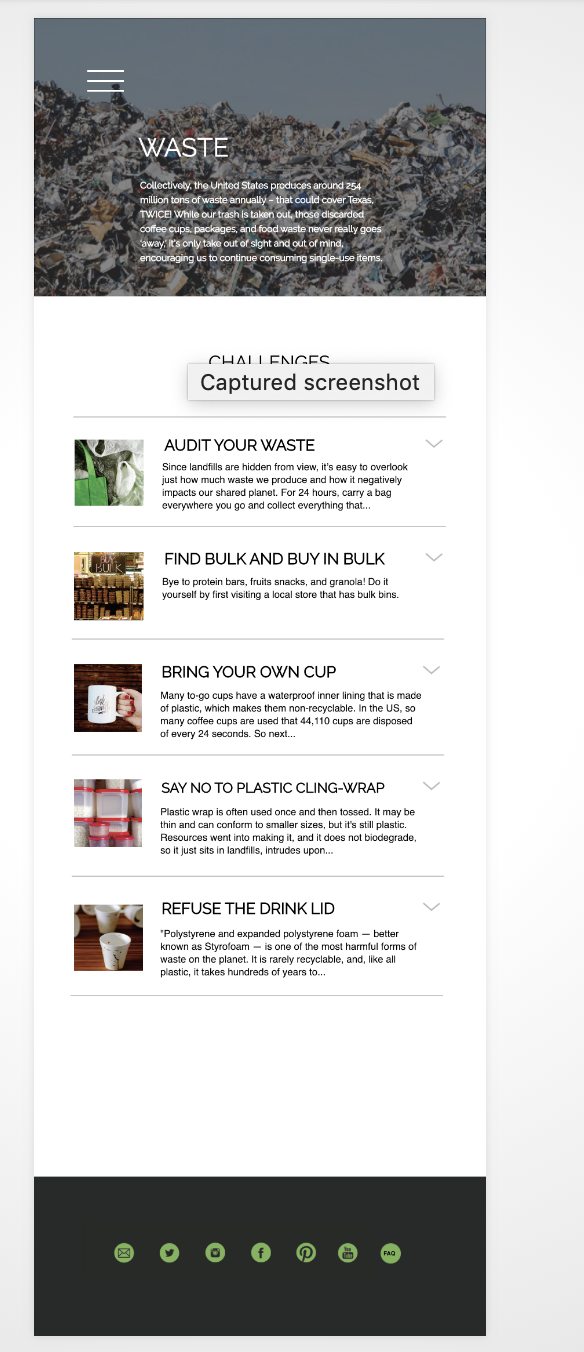 WASTE
Collectively, the United States produces around 254
million tons of waste annually – that could cover Texas,
TWICE! While our trash is taken out, those discarded
coffee cups, packages, and food waste never really goes
'away,' it's only take out of sight and out of mind,
encouraging us to continue consuming single-use items.
CHALLENGES
Captured screenshot
AUDIT YOUR WASTE
Since landfills are hidden from view, it's easy to overlook
just how much waste we produce and how it negatively
impacts our shared planet. For 24 hours, carry a bag
everywhere you go and collect everything that...
BUY
BULK
FIND BULK AND BUY IN BULK
Bye to protein bars, fruits snacks, and granola! Do it
yourself by first visiting a local store that has bulk bins.
BRING YOUR OWN CUP
Many to-go cups have a waterproof inner lining that is made
of plastic, which makes them non-recyclable. In the US, so
many coffee cups are used that 44,110 cups are disposed
of every 24 seconds. So next...
SAY NO TO PLASTIC CLING-WRAP
Plastic wrap is often used once and then tossed. It may be
thin and can conform to smaller sizes, but it's still plastic.
Resources went into making it, and it does not biodegrade,
so it just sits in landfills, intrudes upon...
REFUSE THE DRINK LID
"Polystyrene and expanded polystyrene foam — better
known as Styrofoam — is one of the most harmful forms of
waste on the planet. It is rarely recyclable, and, like all
plastic, it takes hundreds of years to...
You
Tube
FAQ